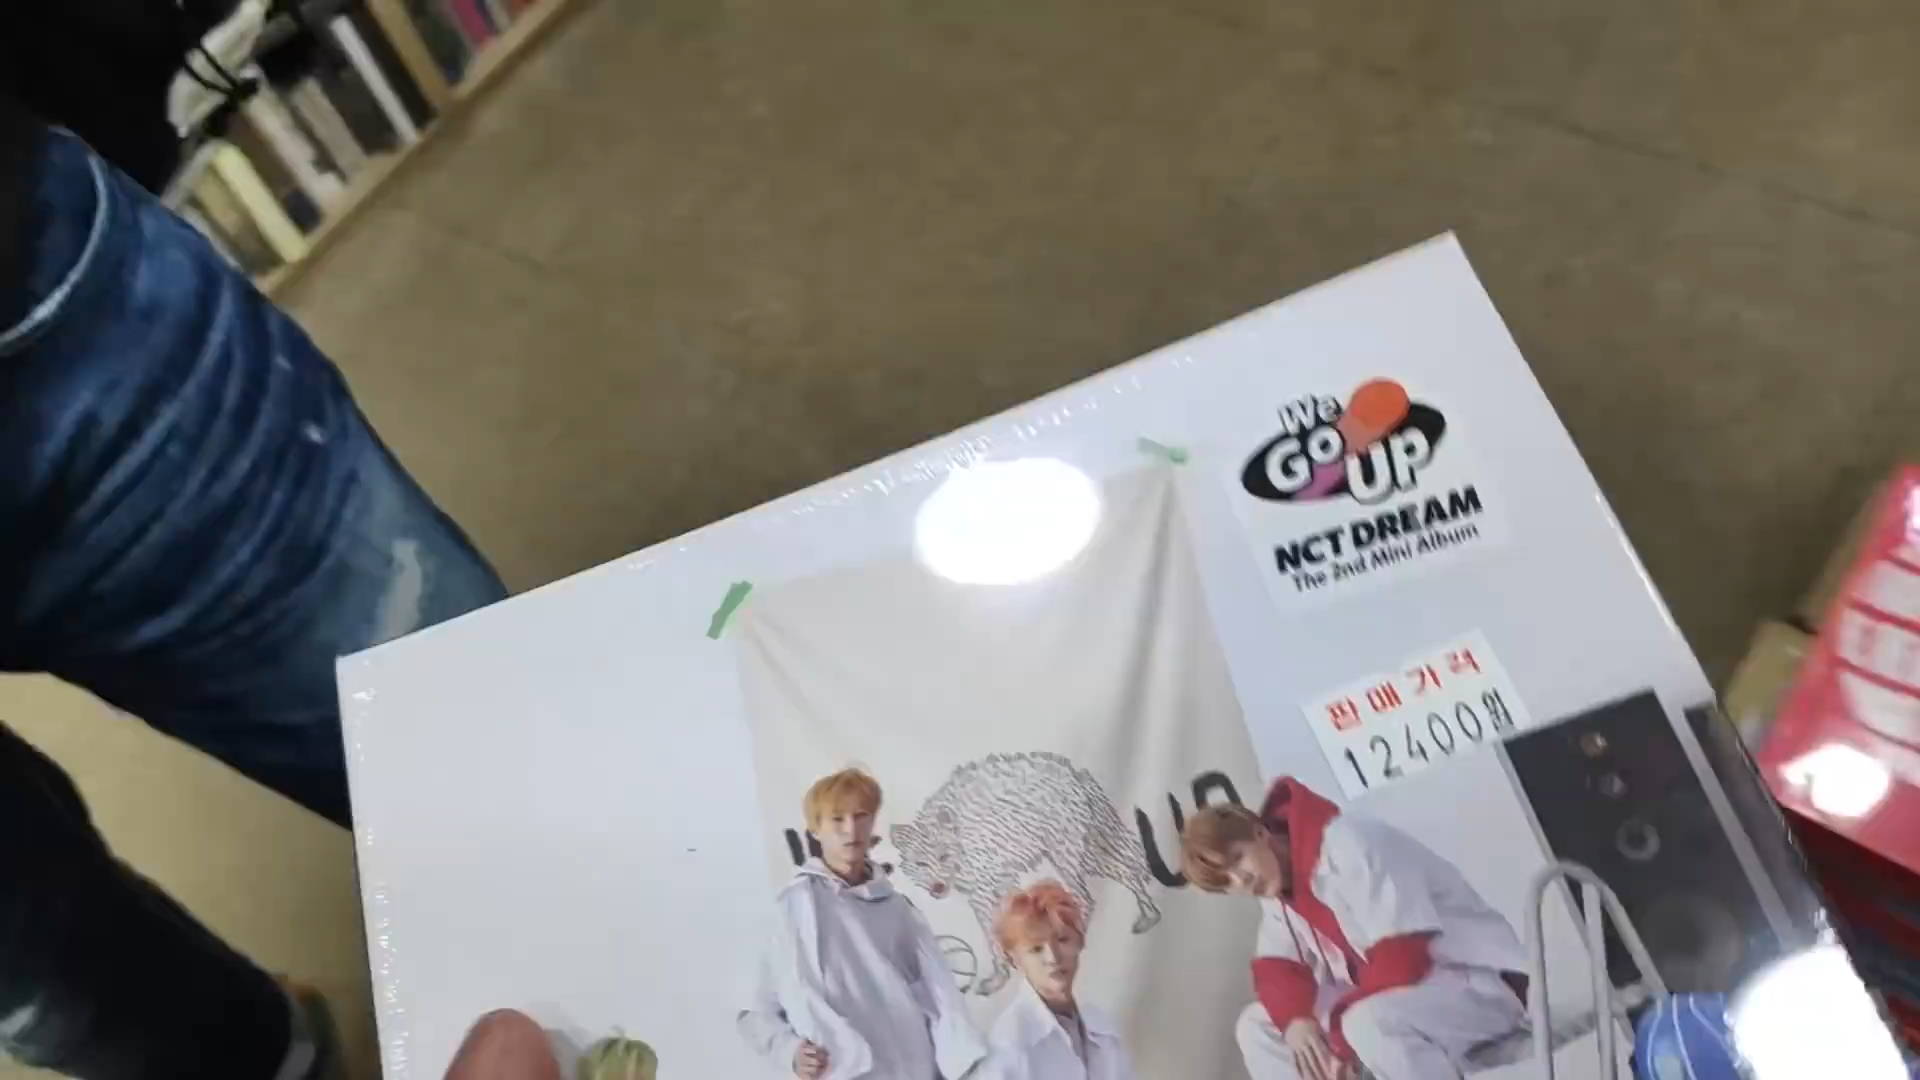 We
Go Up
NCT DREAM
The 2nd Mini Album
판매가격
12400원
UP